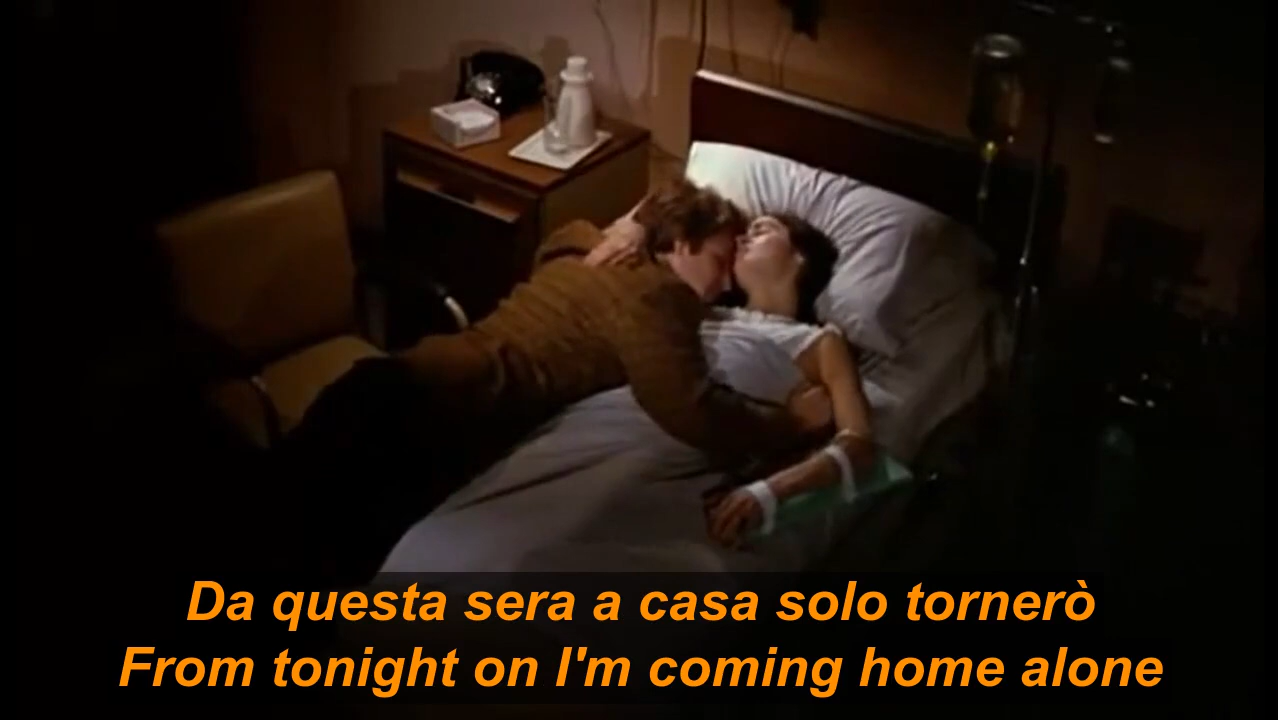 Da questa sera a casa solo tornerò
From tonight on I'm coming home alone